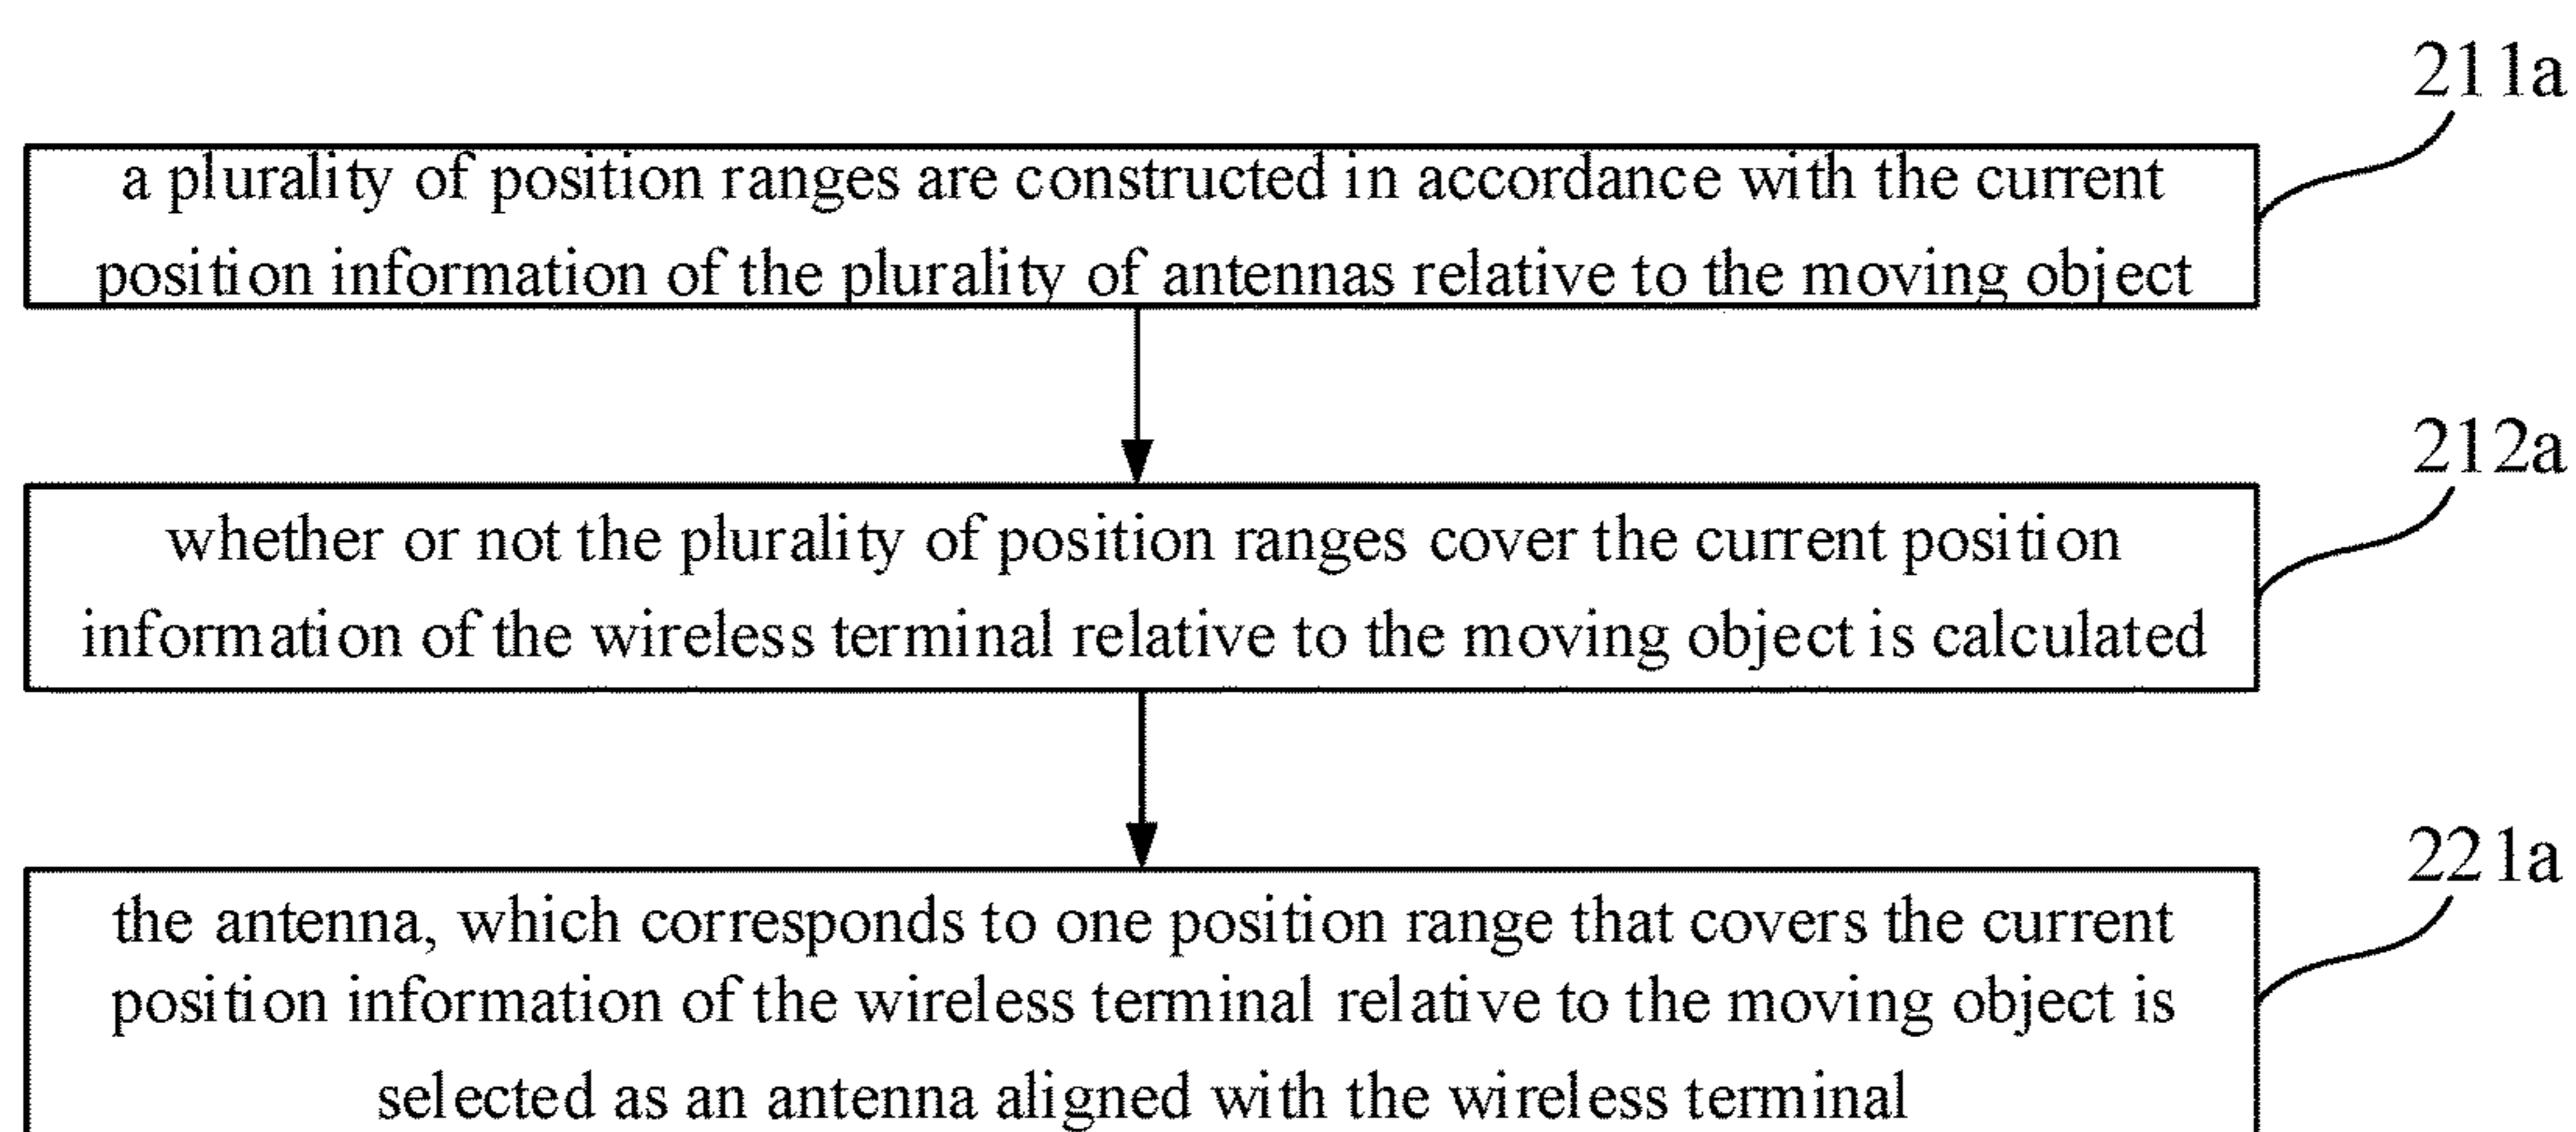 211a
a plurality of position ranges are constructed in accordance with the current
position information of the plurality of antennas relative to the moving object
212a
whether or not the plurality of position ranges cover the current position
information of the wireless terminal relative to the moving object is calculated
221a
the antenna, which corresponds to one position range that covers the current
position information of the wireless terminal relative to the moving object is
selected as an antenna aligned with the wireless terminal